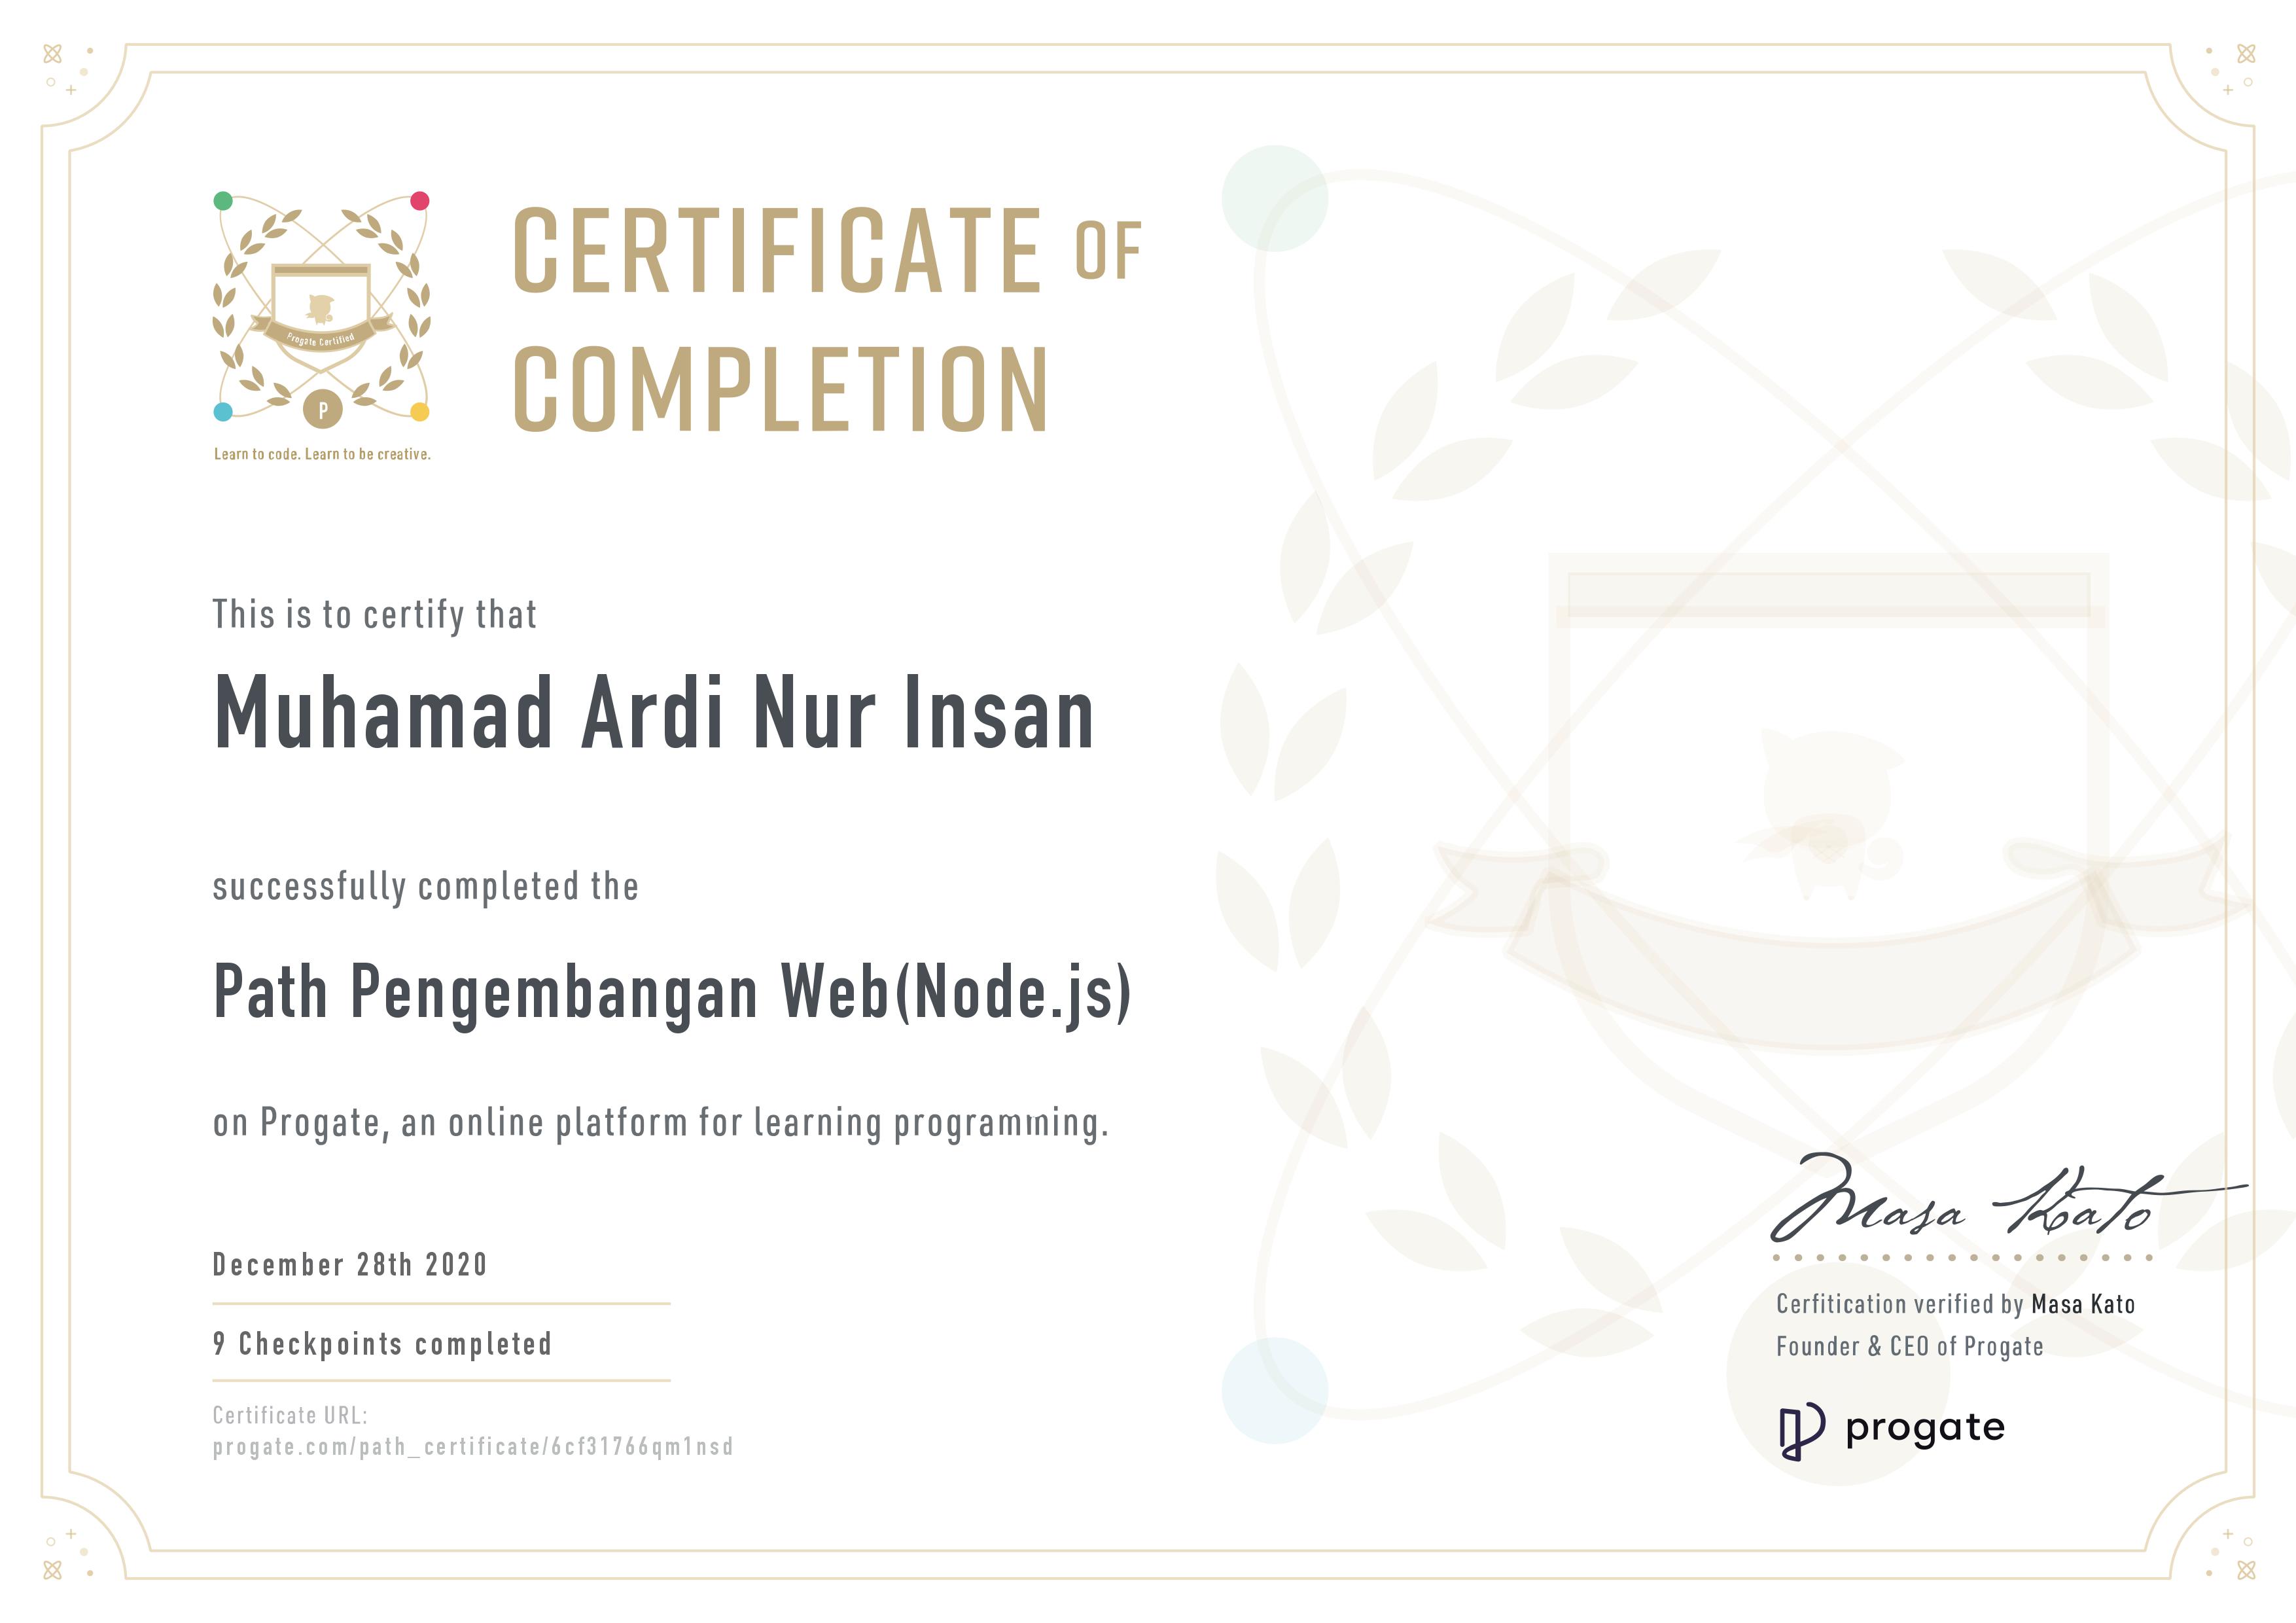 CERTIFICATE OF
COMPLETION
Progate Certified
P
Learn to code. Learn to be creative.
This is to certify that
Muhamad Ardi Nur Insan
successfully completed the
Path Pengembangan Web(Node.js)
on Progate, an online platform for learning programming.
December 28th 2020
9 Checkpoints completed
Certificate URL:
progate.com/path_certificate/6cf31766qm1nsd
Masa Kato
Cerfitication verified by Masa Kato
Founder & CEO of Progate
progate